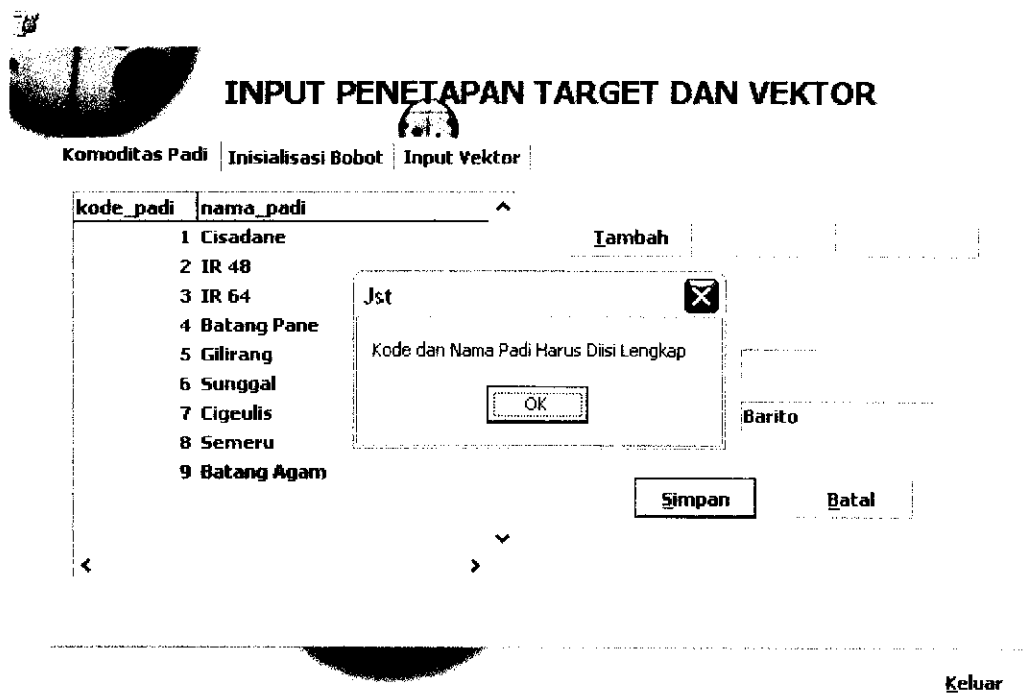 INPUT PENETAPAN TARGET DAN VEKTOR
Komoditas Padi Inisialisasi Bobot Input Vektor
kode_padi nama_padi
1 Cisadane
2 IR 48
3 IR 64
4 Batang Pane
5 Gilirang
6 Sunggal
7 Cigeulis
8 Semeru
9 Batang Agam
Tambah
Jst
Kode dan Nama Padi Harus Diisi Lengkap
OK
Barito
Simpan Batal
Keluar